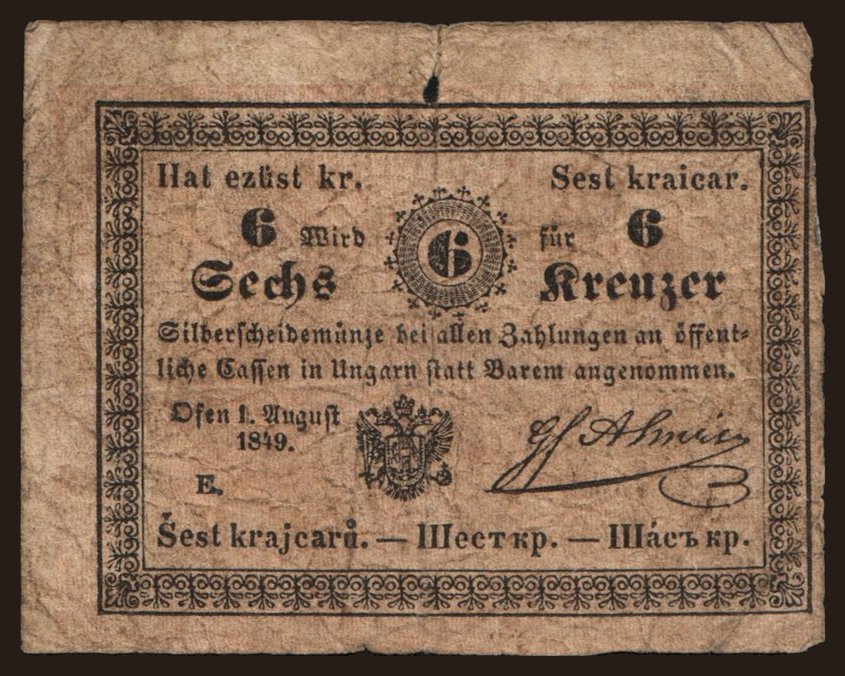 Hat ezüst kr. Sest kraicar.
6 Wird 6 für 6
Sechs Kreuzer
Silberscheidemünze bei allen Zahlungen an öffent-
liche Cassen in Ungarn statt Barem angenommen.
Ofen 1. August
1849.
E.
Šest krajcarů. — Шест кр. — Шástъ кр.